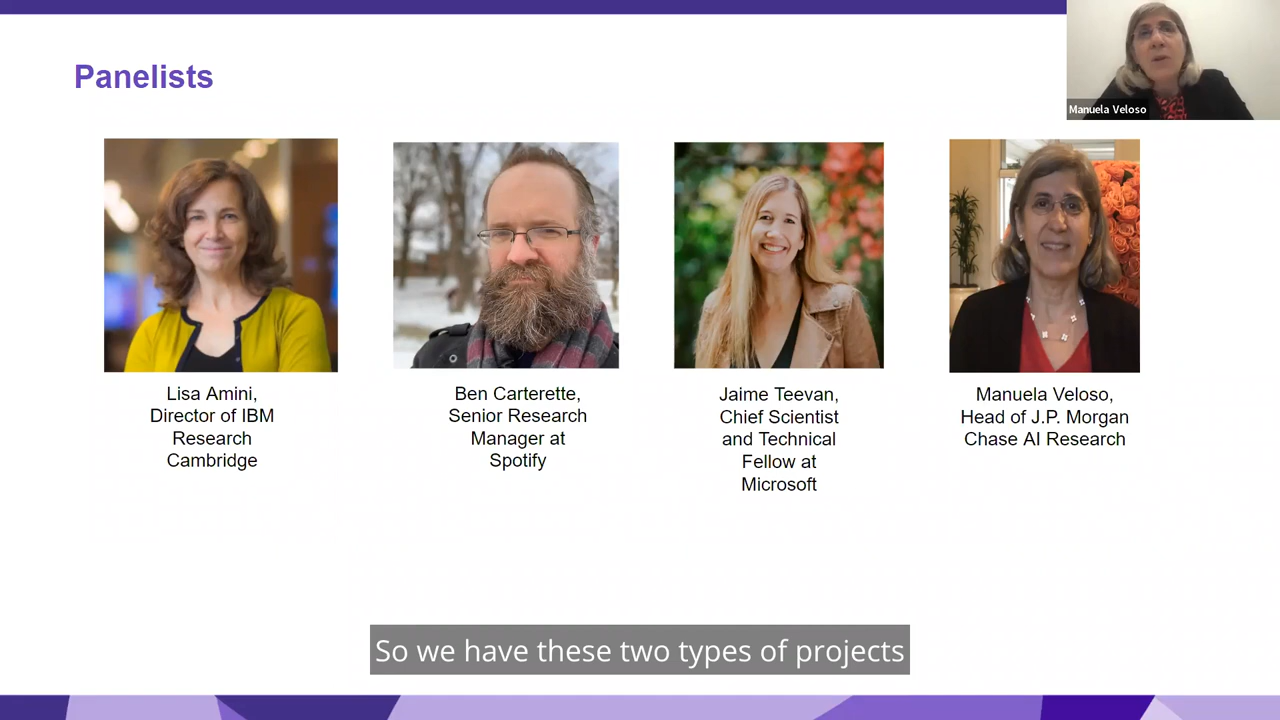 Panelists
Manuela Veloso
Lisa Amini,
Director of IBM
Research
Cambridge
Ben Carterette,
Senior Research
Manager at
Spotify
Jaime Teevan,
Chief Scientist
and Technical
Fellow at
Microsoft
Manuela Veloso,
Head of J.P. Morgan
Chase AI Research
So we have these two types of projects